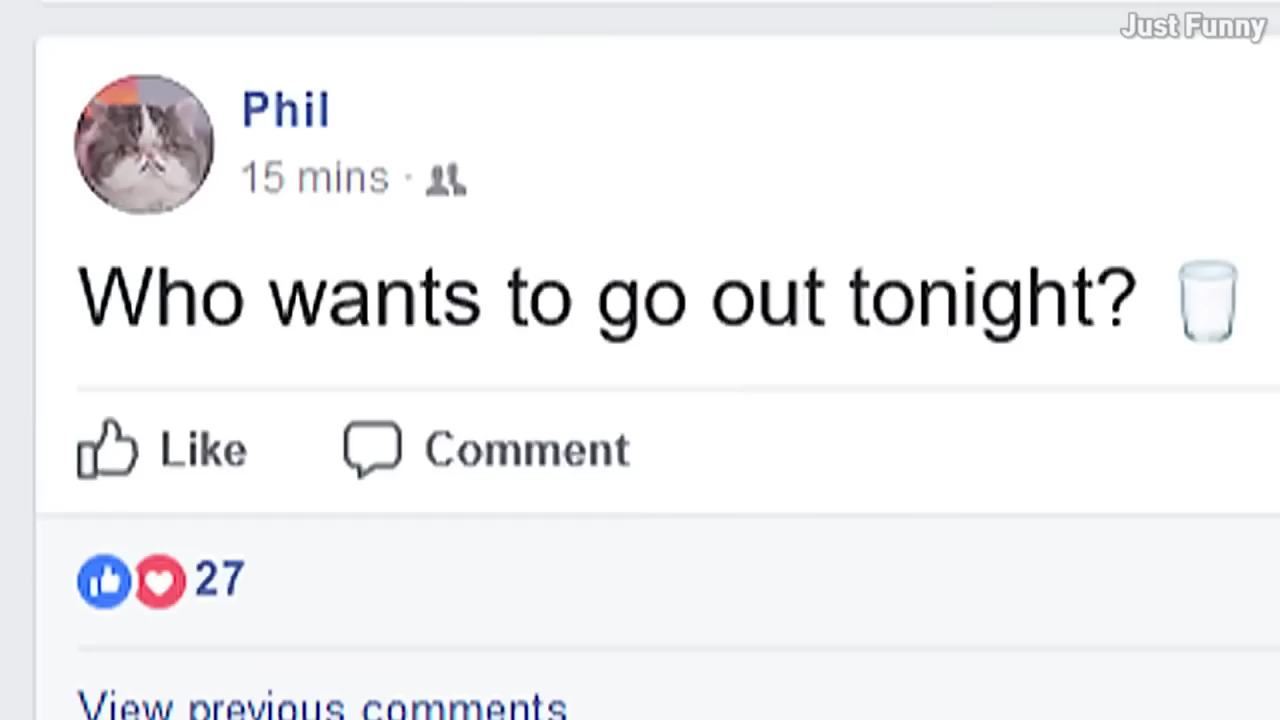 Just Funny
Phil
15 mins ·
Who wants to go out tonight? 🥛
Like Comment
27
View previous comments